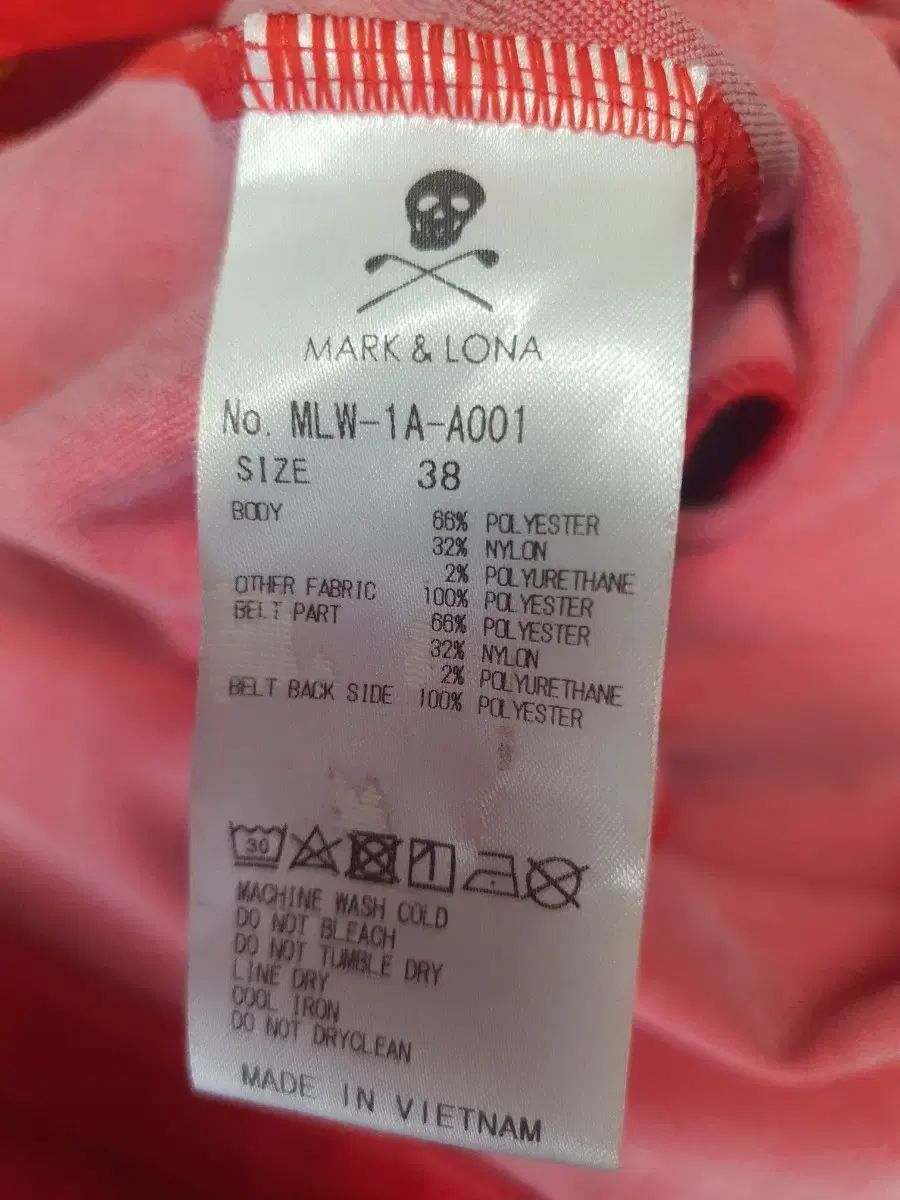 MARK & LONA
No. MLW-1A-A001
SIZE 38
BODY 66% POLYESTER
32% NYLON
2% POLYURETHANE
OTHER FABRIC 100% POLYESTER
BELT PART 66% POLYESTER
32% NYLON
2% POLYURETHANE
BELT BACK SIDE 100% POLYESTER
30
MACHINE WASH COLD
DO NOT BLEACH
DO NOT TUMBLE DRY
LINE DRY
COOL IRON
DO NOT DRYCLEAN
MADE IN VIETNAM